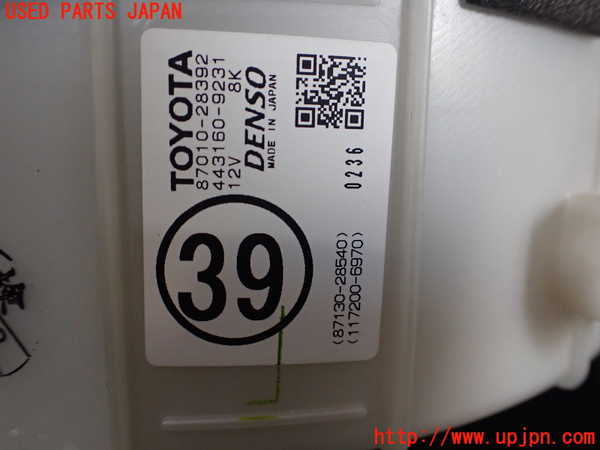 USED PARTS JAPAN
TOYOTA
87010-28392
443160-9231
12V 8K
DENSO
MADE IN JAPAN
0236
39
(87130-28540)
(117200-6970)
http://www.upjpn.com